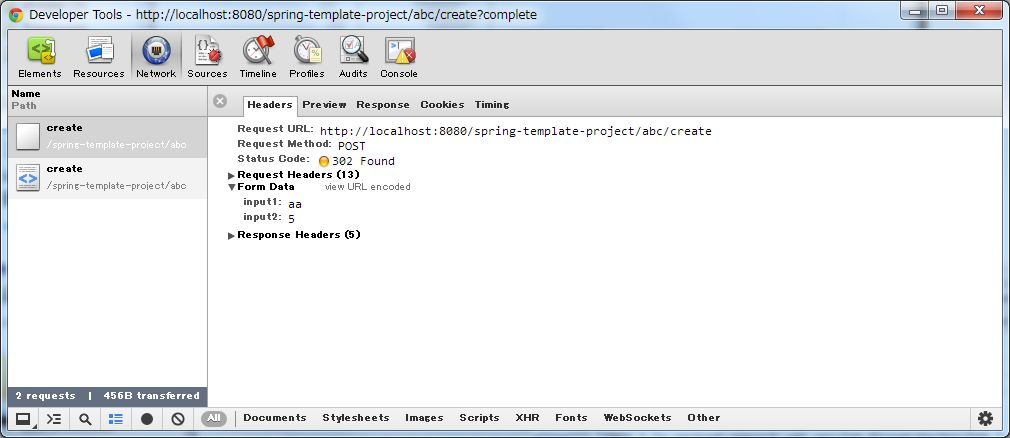 Developer Tools - http://localhost:8080/spring-template-project/abc/create?complete
Elements Resources Network Sources Timeline Profiles Audits Console
Name
Path
create
/spring-template-project/abc
create
/spring-template-project/abc
Headers Preview Response Cookies Timing
Request URL: http://localhost:8080/spring-template-project/abc/create
Request Method: POST
Status Code: 302 Found
Request Headers (13)
Form Data view URL encoded
input1: aa
input2: 5
Response Headers (5)
2 requests | 456B transferred
All Documents Stylesheets Images Scripts XHR Fonts WebSockets Other